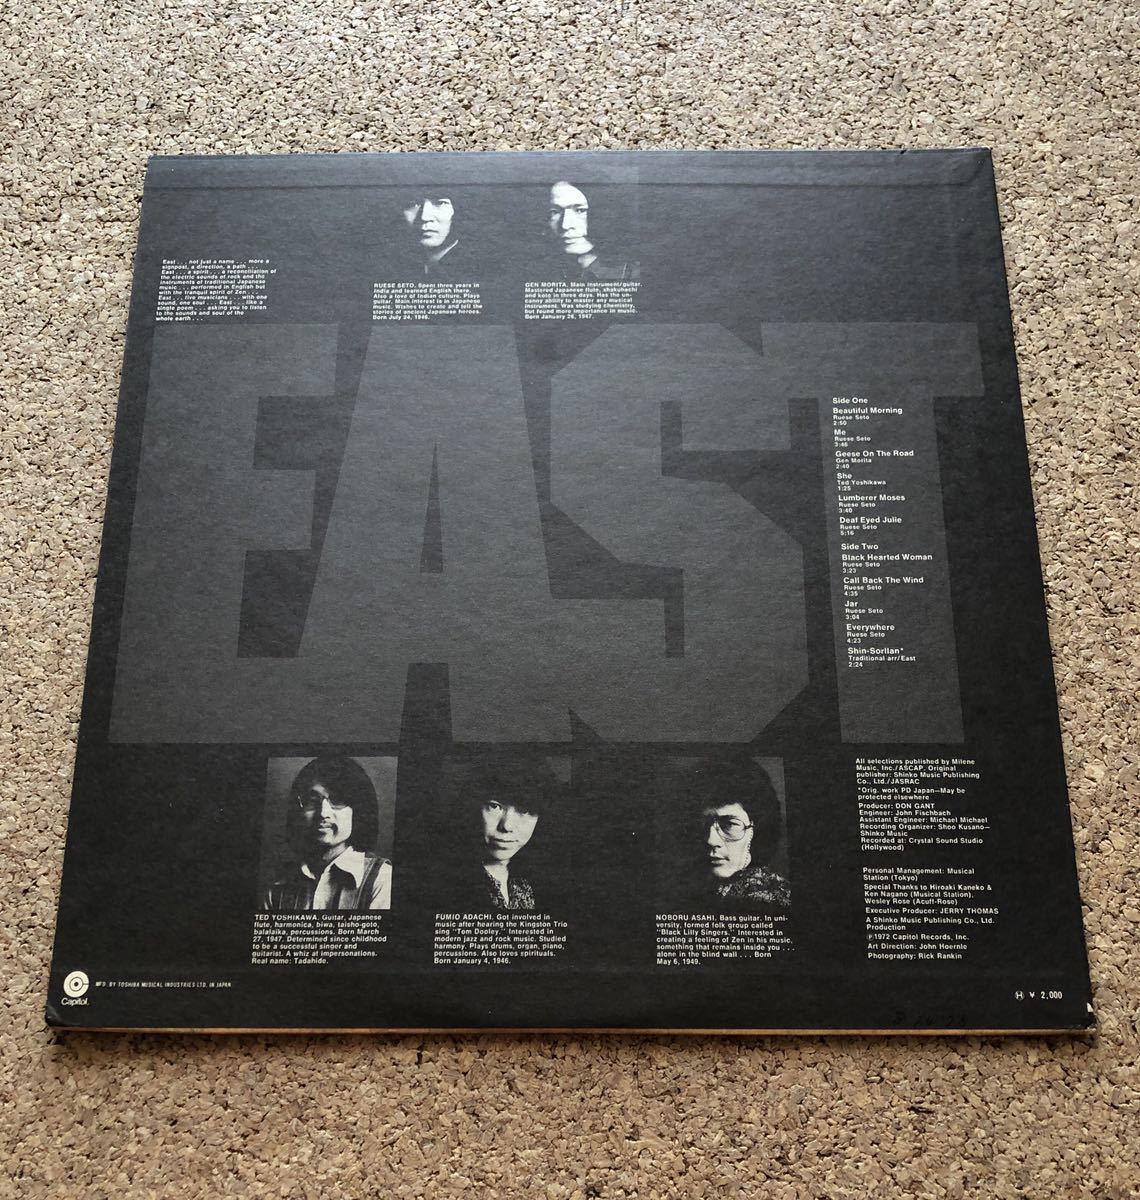 East . . . not just a name . . . more a
signpost, a direction, a path . . .
East . . . a spirit . . . a reconciliation of
the electric sounds of rock and the
instruments of traditional Japanese
music . . . performed in English but
with the tranquil spirit of Zen . . .
East . . . five musicians . . . with one
sound, one soul . . . East . . . like a
single poem . . . asking you to listen
to the sounds and soul of the
whole earth . . .
RUESE SETO. Spent three years in
India and learned English there.
Also a love of Indian culture. Plays
guitar. Main interest is in Japanese
music. Wishes to create and tell the
stories of ancient Japanese heroes.
Born July 24, 1946.
GEN MORITA. Main instrument/guitar.
Mastered Japanese flute, shakuhachi
and koto in three days. Has the un-
canny ability to master any musical
instrument. Was studying chemistry,
but found more importance in music.
Born January 26, 1947.
EAST
Side One
Beautiful Morning
Ruese Seto
2:50
Me
Ruese Seto
3:46
Geese On The Road
Gen Morita
2:40
She
Ted Yoshikawa
1:25
Lumberer Moses
Ruese Seto
3:40
Deaf Eyed Julie
Ruese Seto
5:16
Side Two
Black Hearted Woman
Ruese Seto
3:23
Call Back The Wind
Ruese Seto
4:35
Jar
Ruese Seto
3:04
Everywhere
Ruese Seto
4:23
Shin-Sorilan*
Traditional arr/East
2:24
TED YOSHIKAWA. Guitar, Japanese
flute, harmonica, biwa, taisho-goto,
balalaika, percussions. Born March
27, 1947. Determined since childhood
to be a successful singer and
guitarist. A whiz at impersonations.
Real name: Tadahide.
FUMIO ADACHI. Got involved in
music after hearing the Kingston Trio
sing "Tom Dooley." Interested in
modern jazz and rock music. Studied
harmony. Plays drums, organ, piano,
percussions. Also loves spirituals.
Born January 4, 1946.
NOBORU ASAHI. Bass guitar. In uni-
versity, formed folk group called
"Black Lilly Singers." Interested in
creating a feeling of Zen in his music,
something that remains inside you . . .
alone in the blind wall . . . Born
May 6, 1949.
All selections published by Milene
Music, Inc./ASCAP. Original
publisher: Shinko Music Publishing
Co., Ltd./JASRAC
*Orig. work PD Japan—May be
protected elsewhere
Producer: DON GANT
Engineer: John Fischbach
Assistant Engineer: Michael Michael
Recording Organizer: Shoo Kusano—
Shinko Music
Recorded at: Crystal Sound Studio
(Hollywood)
Personal Management: Musical
Station (Tokyo)
Special Thanks to Hiroaki Kaneko &
Ken Nagano (Musical Station),
Wesley Rose (Acuff-Rose)
Executive Producer: JERRY THOMAS
A Shinko Music Publishing Co., Ltd.
Production
℗1972 Capitol Records, Inc.
Art Direction: John Hoernle
Photography: Rick Rankin
Capitol.
MFD. BY TOSHIBA MUSICAL INDUSTRIES LTD. IN JAPAN
Ⓗ ¥ 2,000